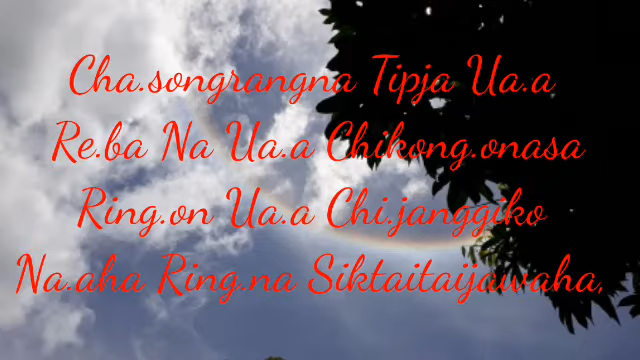 Cha.songrangna Tipja Ua.a
Re.ba Na Ua.a Chikong.onasa
Ring.on Ua.a Chi.janggiko
Na.aha Ring.na Siktaitaijawaha,